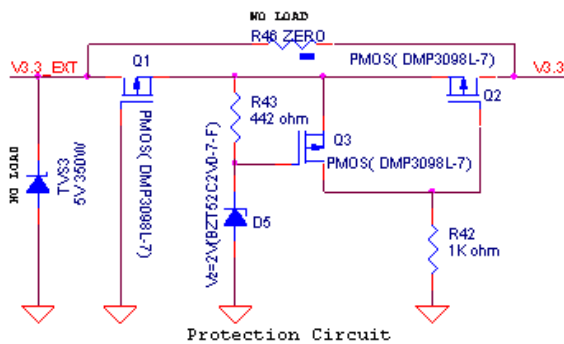 NO LOAD
R46 ZERO
V3.3_EXT
Q1
PMOS( DMP3098L-7)
V3.3
Q2
R43
442 ohm
Q3
PMOS( DMP3098L-7)
PMOS( DMP3098L-7)
NO LOAD
TVS3
5V 350W
Vz=2V(BZT52C2V0-7-F)
D5
R42
1K ohm
Protection Circuit